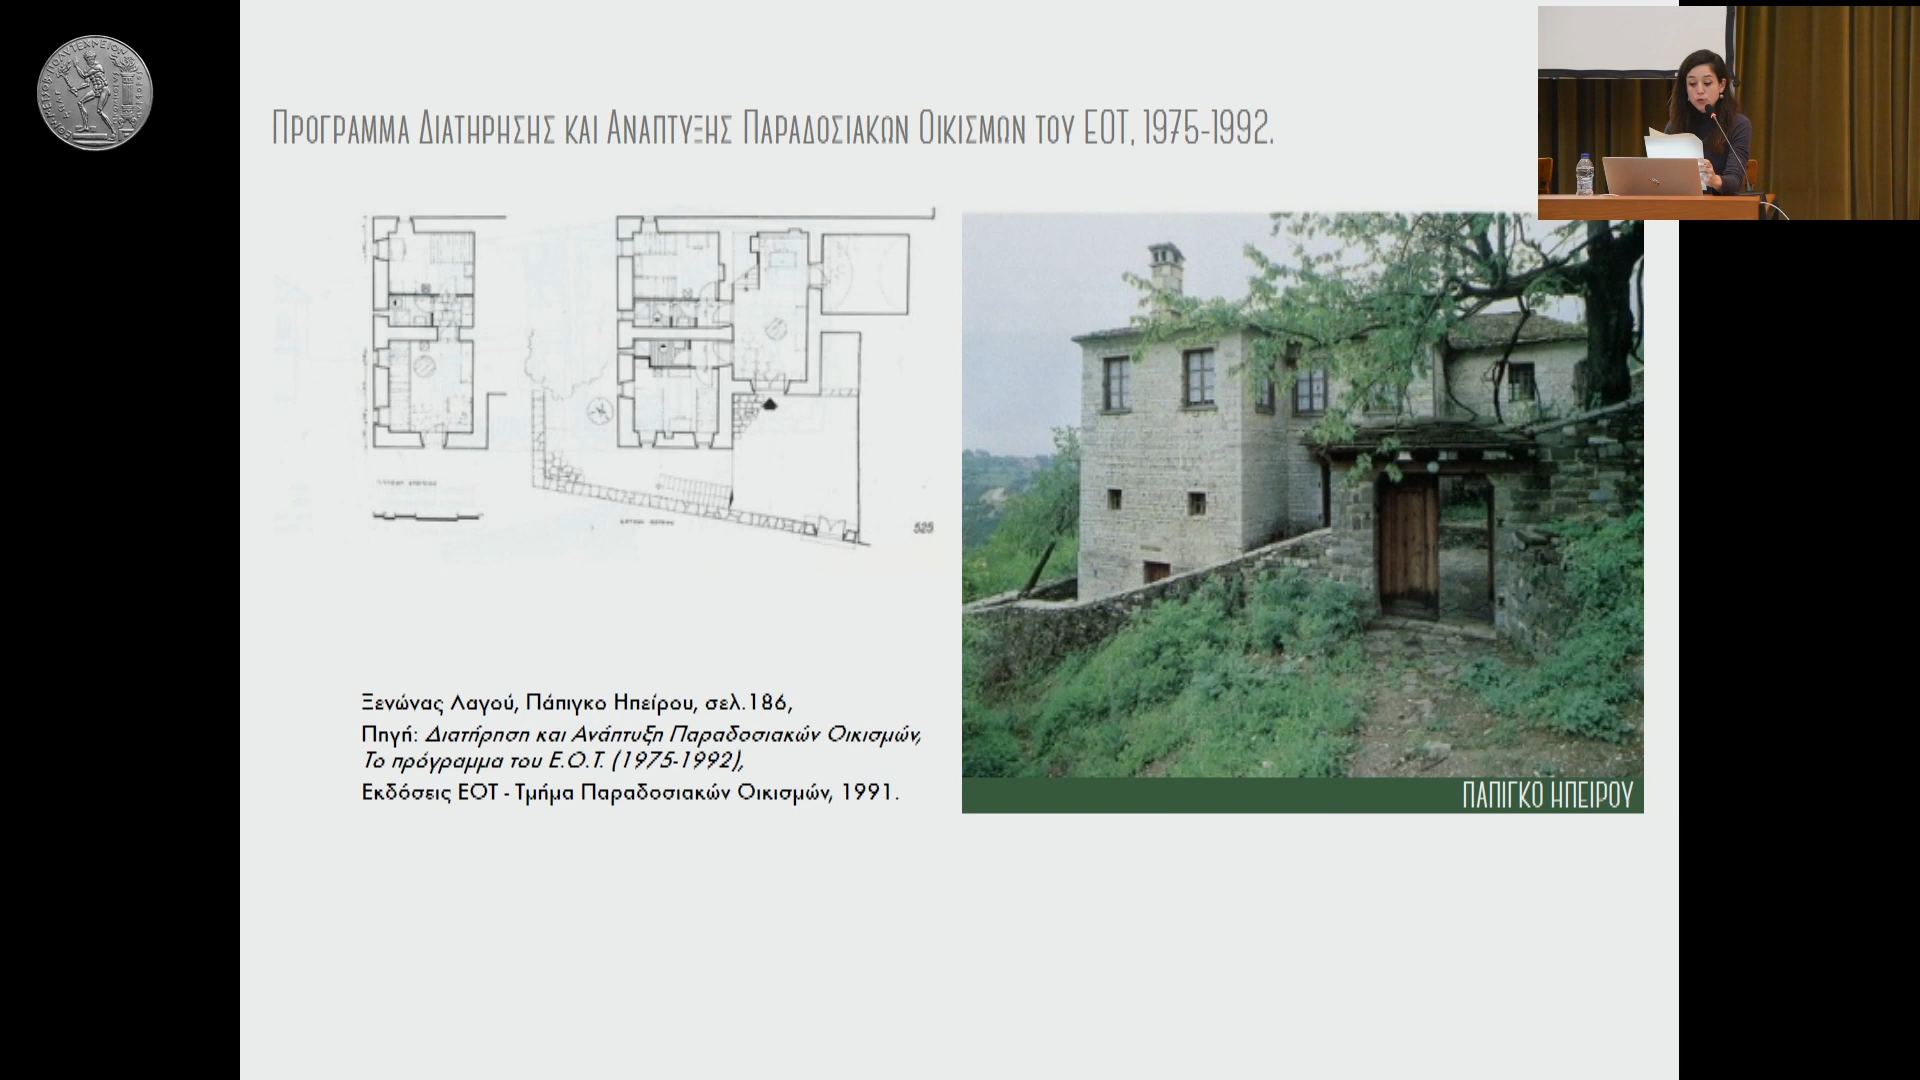 Προγραμμα Διατηρησης και Αναπτυξης Παραδοσιακων Οικισμων του ΕΟΤ, 1975-1992.
525
Ξενώνας Λαγού, Πάπιγκο Ηπείρου, σελ.186,
Πηγή: Διατήρηση και Ανάπτυξη Παραδοσιακών Οικισμών,
Το πρόγραμμα του Ε.Ο.Τ. (1975-1992),
Εκδόσεις ΕΟΤ - Τμήμα Παραδοσιακών Οικισμών, 1991.
ΠΑΠΙΓΚΟ ΗΠΕΙΡΟΥ